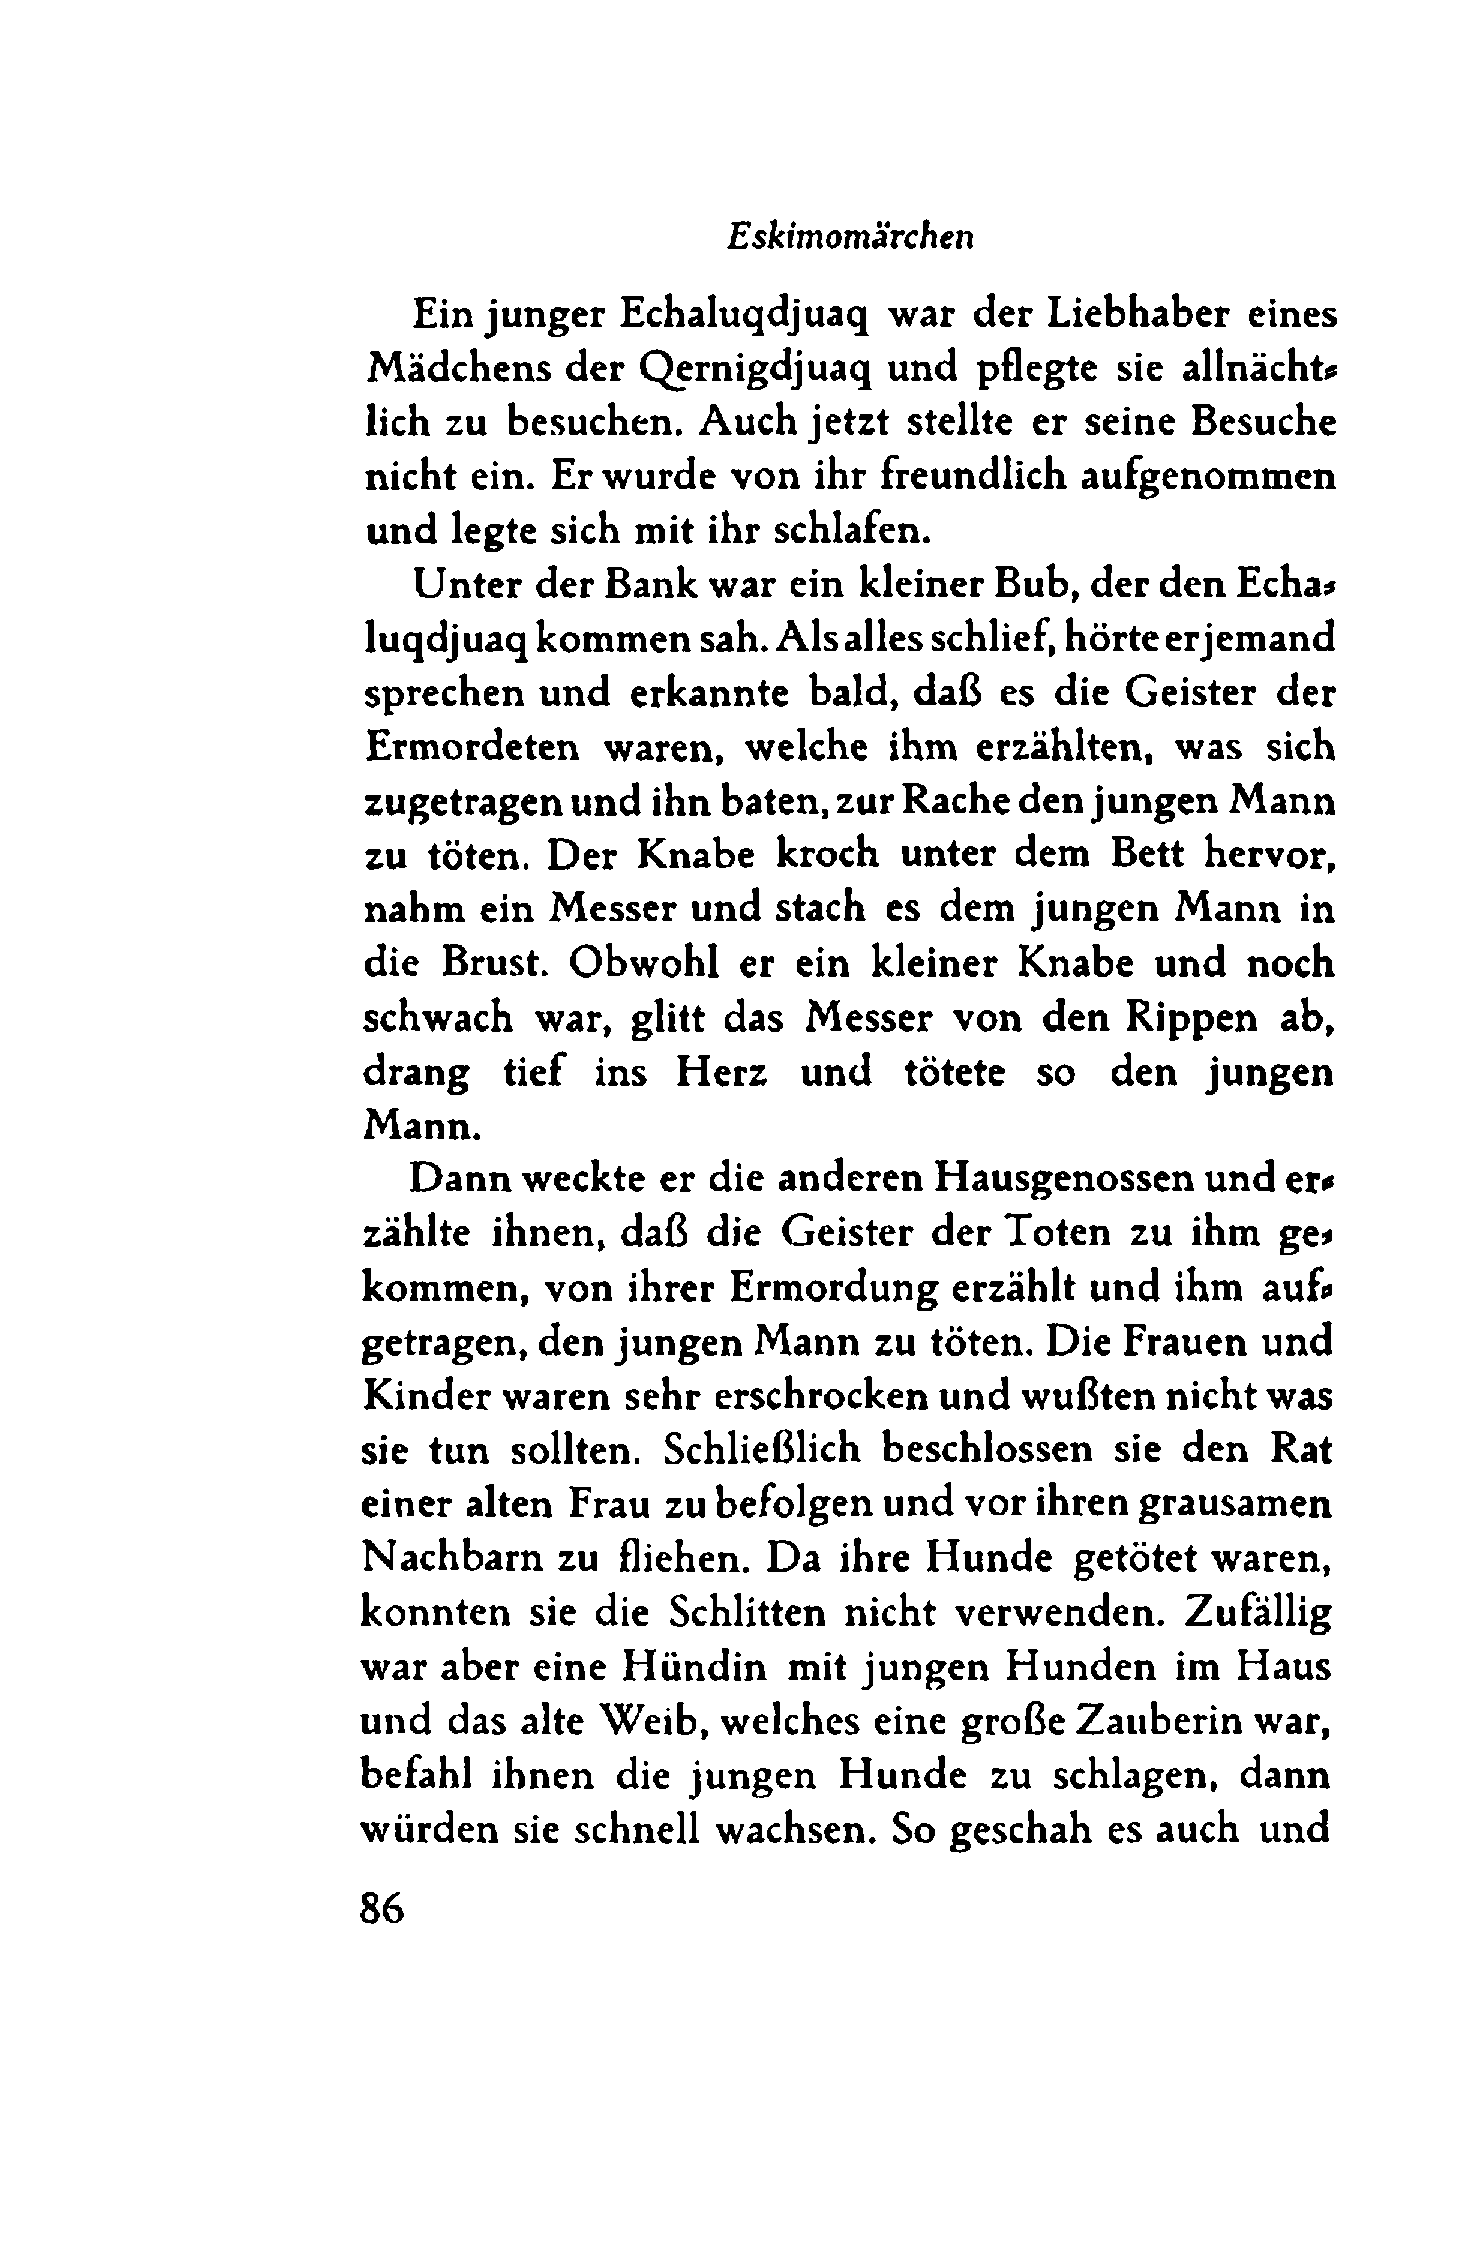 Eskimomärchen
Ein junger Echaluqdjuaq war der Liebhaber eines
Mädchens der Qernigdjuaq und pflegte sie allnächt-
lich zu besuchen. Auch jetzt stellte er seine Besuche
nicht ein. Er wurde von ihr freundlich aufgenommen
und legte sich mit ihr schlafen.
Unter der Bank war ein kleiner Bub, der den Echa-
luqdjuaq kommen sah. Als alles schlief, hörte er jemand
sprechen und erkannte bald, daß es die Geister der
Ermordeten waren, welche ihm erzählten, was sich
zugetragen und ihn baten, zur Rache den jungen Mann
zu töten. Der Knabe kroch unter dem Bett hervor,
nahm ein Messer und stach es dem jungen Mann in
die Brust. Obwohl er ein kleiner Knabe und noch
schwach war, glitt das Messer von den Rippen ab,
drang tief ins Herz und tötete so den jungen
Mann.
Dann weckte er die anderen Hausgenossen und er-
zählte ihnen, daß die Geister der Toten zu ihm ge-
kommen, von ihrer Ermordung erzählt und ihm auf-
getragen, den jungen Mann zu töten. Die Frauen und
Kinder waren sehr erschrocken und wußten nicht was
sie tun sollten. Schließlich beschlossen sie den Rat
einer alten Frau zu befolgen und vor ihren grausamen
Nachbarn zu fliehen. Da ihre Hunde getötet waren,
konnten sie die Schlitten nicht verwenden. Zufällig
war aber eine Hündin mit jungen Hunden im Haus
und das alte Weib, welches eine große Zauberin war,
befahl ihnen die jungen Hunde zu schlagen, dann
würden sie schnell wachsen. So geschah es auch und
86